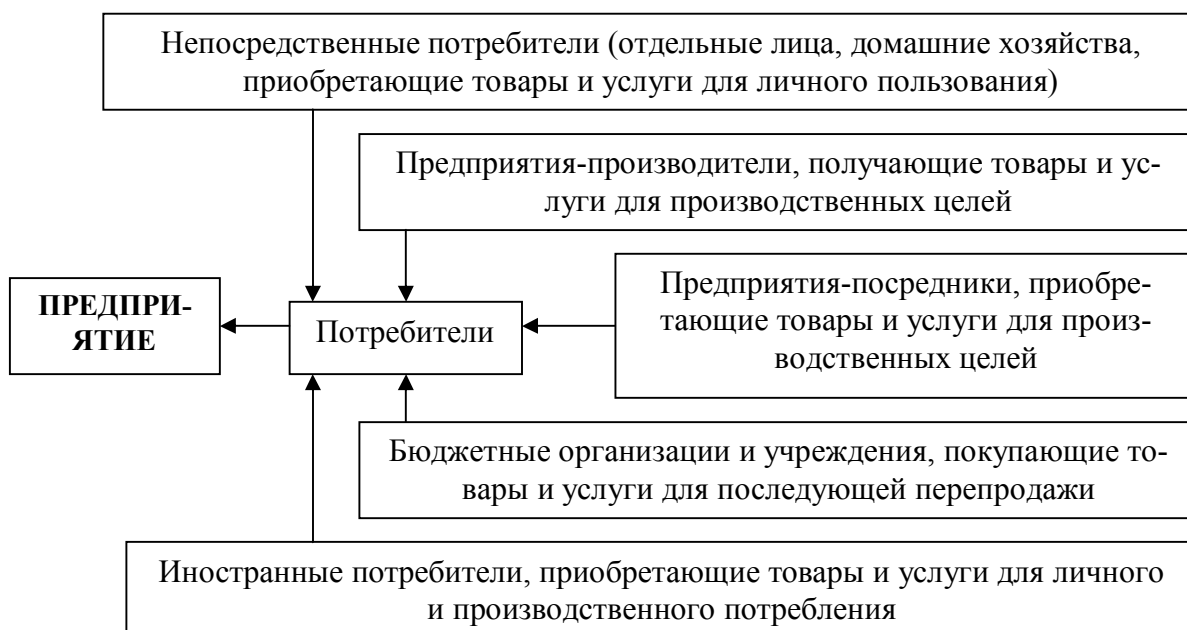 Непосредственные потребители (отдельные лица, домашние хозяйства,
приобретающие товары и услуги для личного пользования)
Предприятия-производители, получающие товары и ус-
луги для производственных целей
ПРЕДПРИ-
ЯТИЕ
Потребители
Предприятия-посредники, приобре-
тающие товары и услуги для произ-
водственных целей
Бюджетные организации и учреждения, покупающие то-
вары и услуги для последующей перепродажи
Иностранные потребители, приобретающие товары и услуги для личного
и производственного потребления